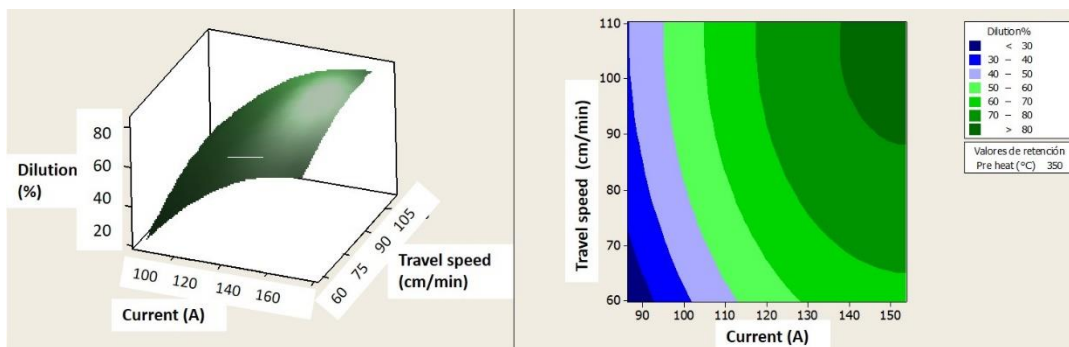 80
60
40
20
Dilution
(%)
100 120 140 160
Current (A)
60 75 90 105
Travel speed
(cm/min)
110
100
90
80
70
60
Travel speed (cm/min)
90 100 110 120 130 140 150
Current (A)
Dilution%
< 30
30 – 40
40 – 50
50 – 60
60 – 70
70 – 80
> 80
Valores de retención
Pre heat (°C) 350